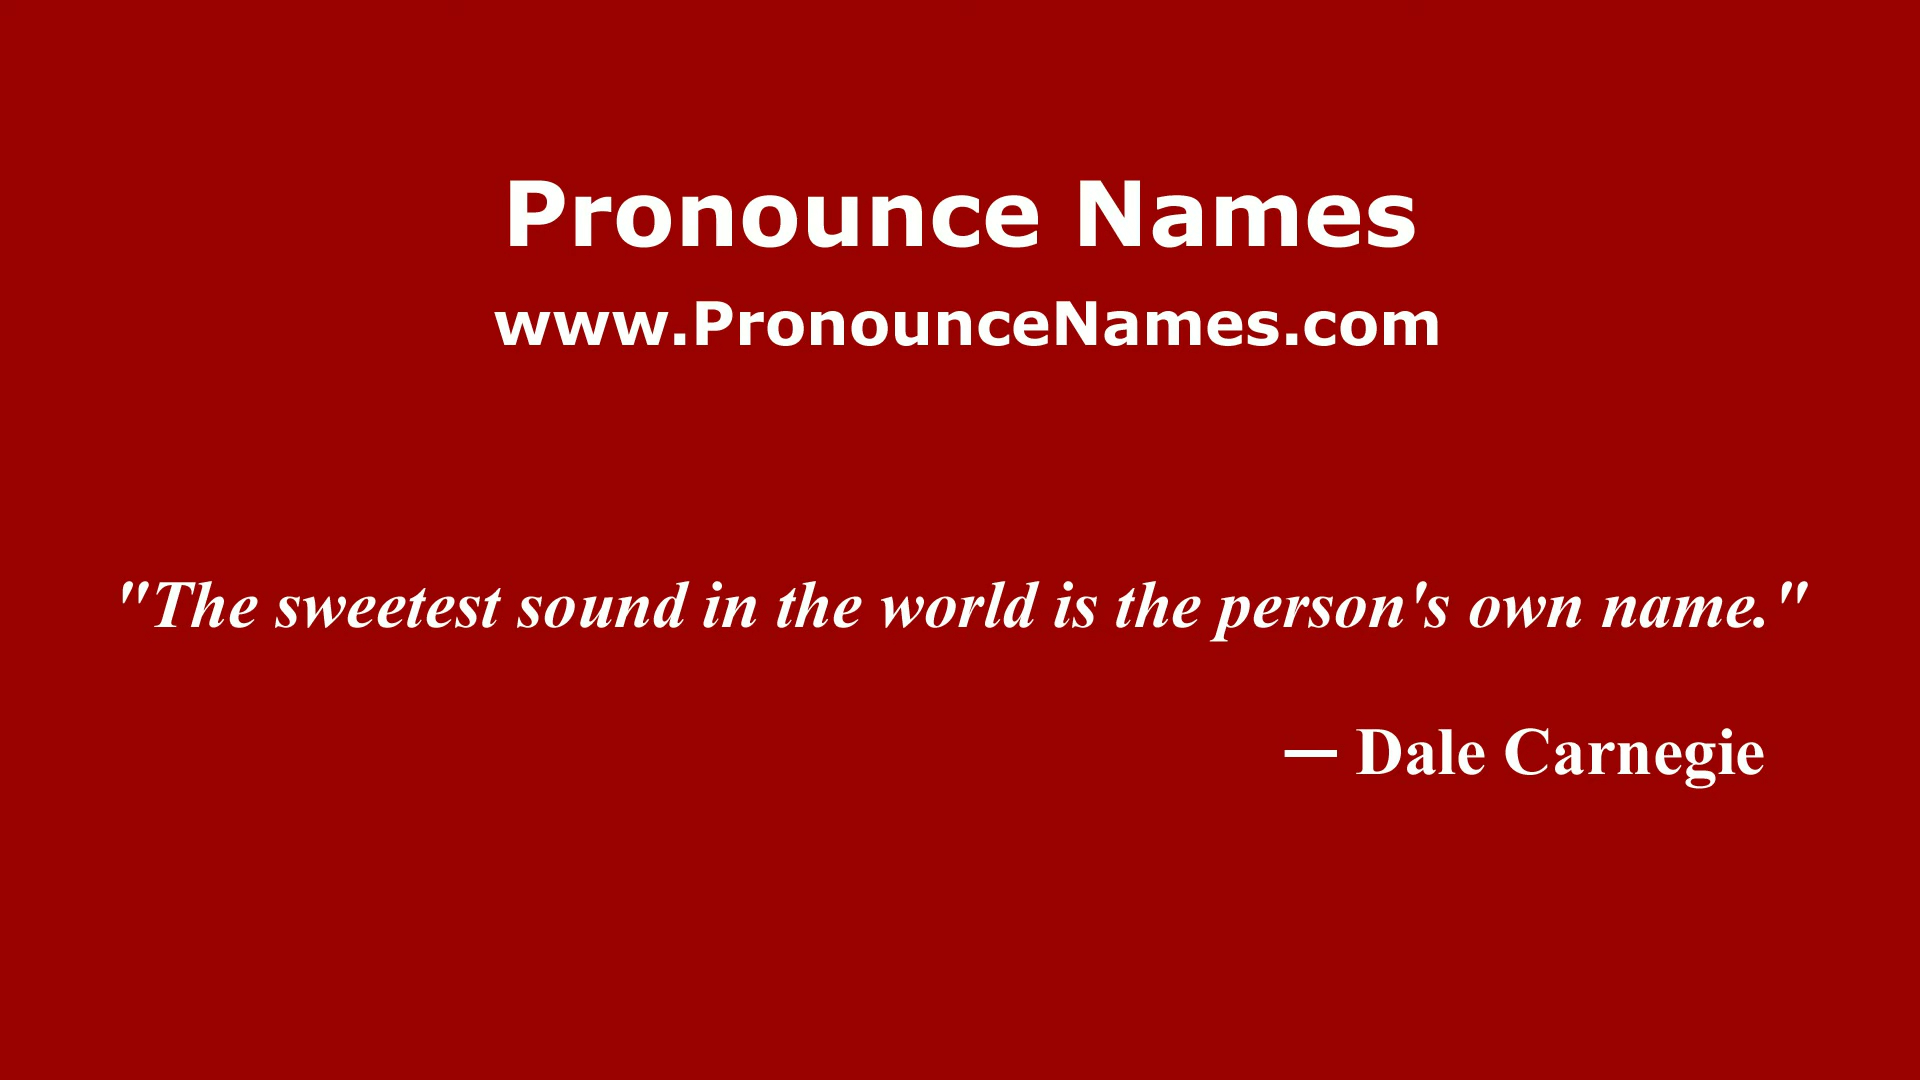 Pronounce Names
www.PronounceNames.com
"The sweetest sound in the world is the person's own name."
— Dale Carnegie